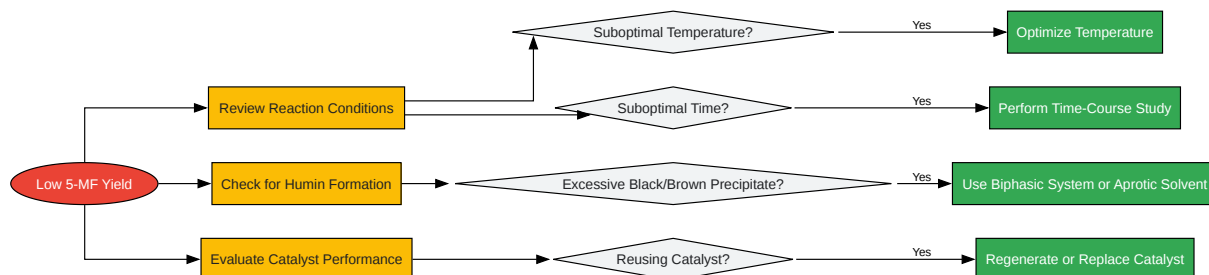 Suboptimal Temperature?
Yes
Optimize Temperature
Review Reaction Conditions
Suboptimal Time?
Yes
Perform Time-Course Study
Low 5-MF Yield
Check for Humin Formation
Excessive Black/Brown Precipitate?
Yes
Use Biphasic System or Aprotic Solvent
Evaluate Catalyst Performance
Reusing Catalyst?
Yes
Regenerate or Replace Catalyst